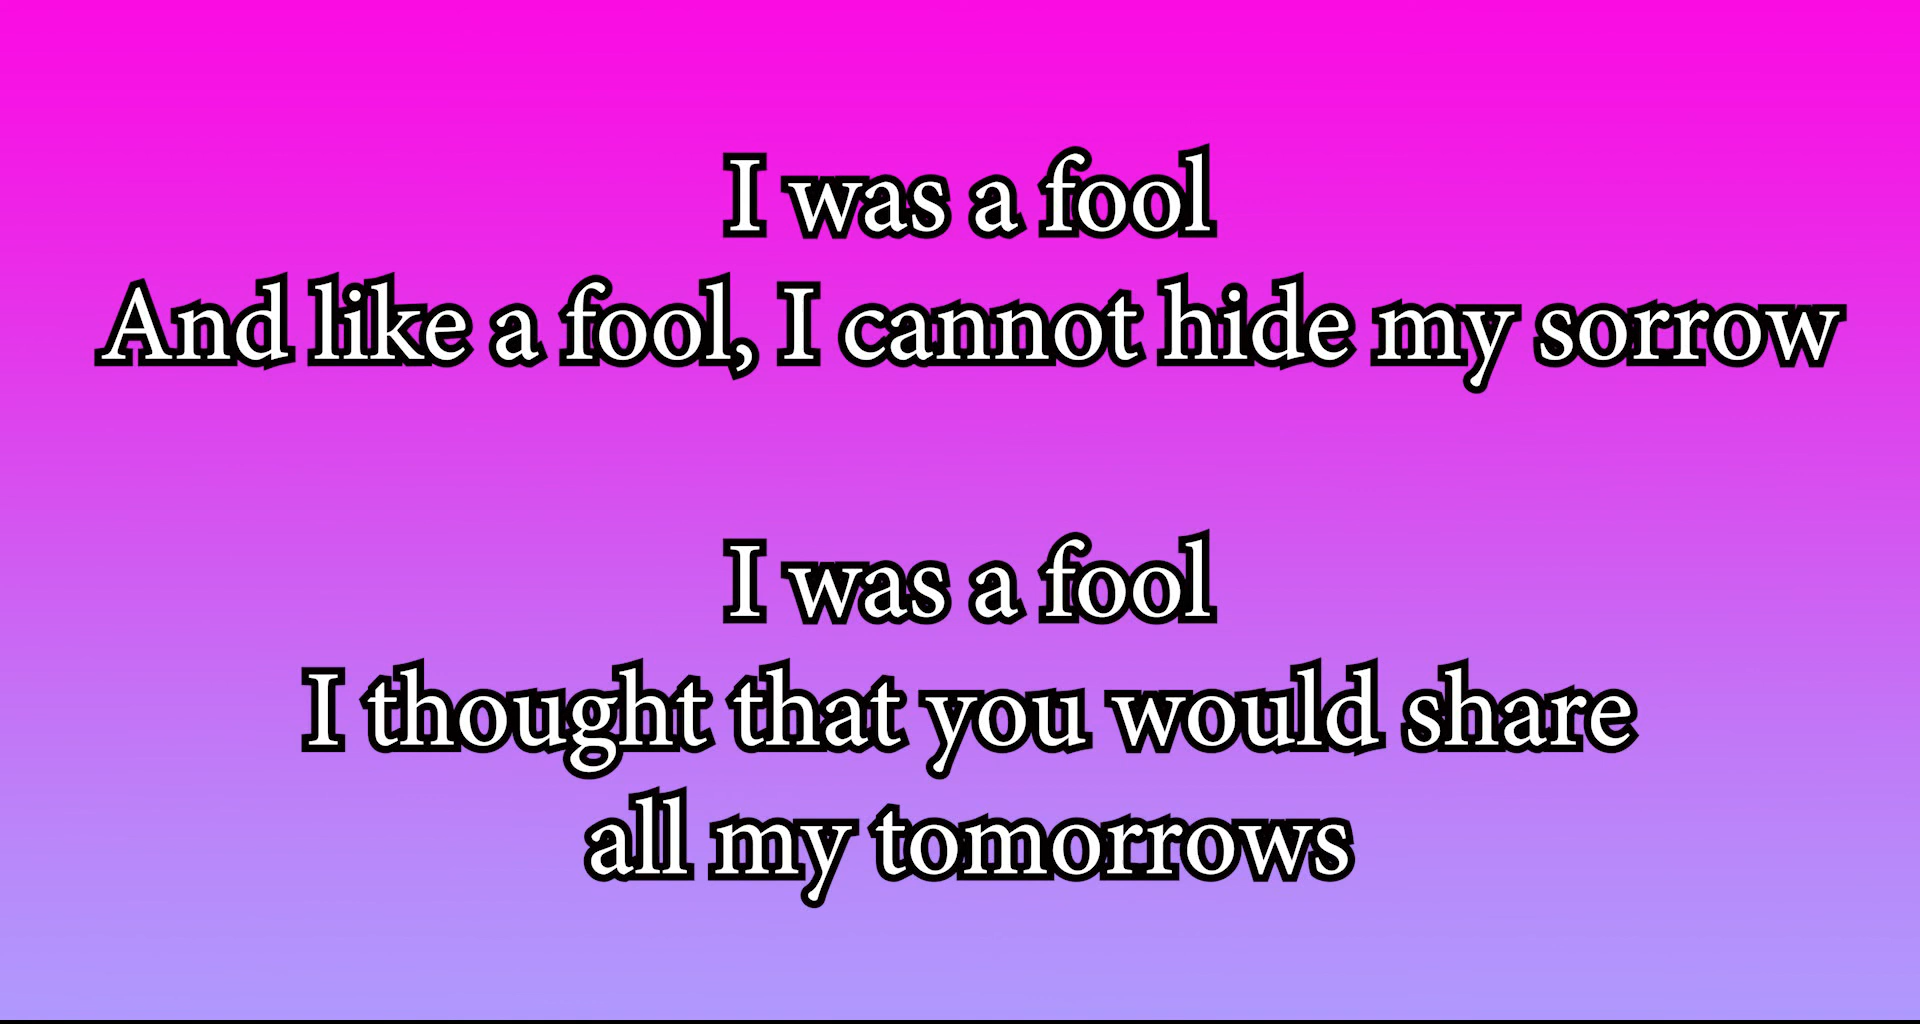 I was a fool
And like a fool, I cannot hide my sorrow
I was a fool
I thought that you would share
all my tomorrows